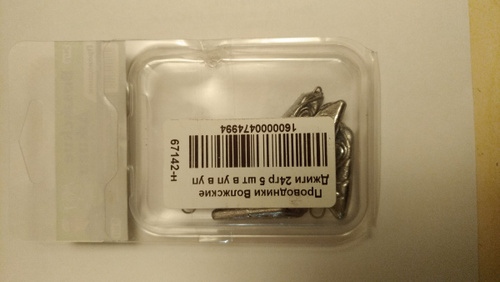 Проводники Волжские
Джиги 24гр 5 шт в уп в уп
1600000474994
67142-н